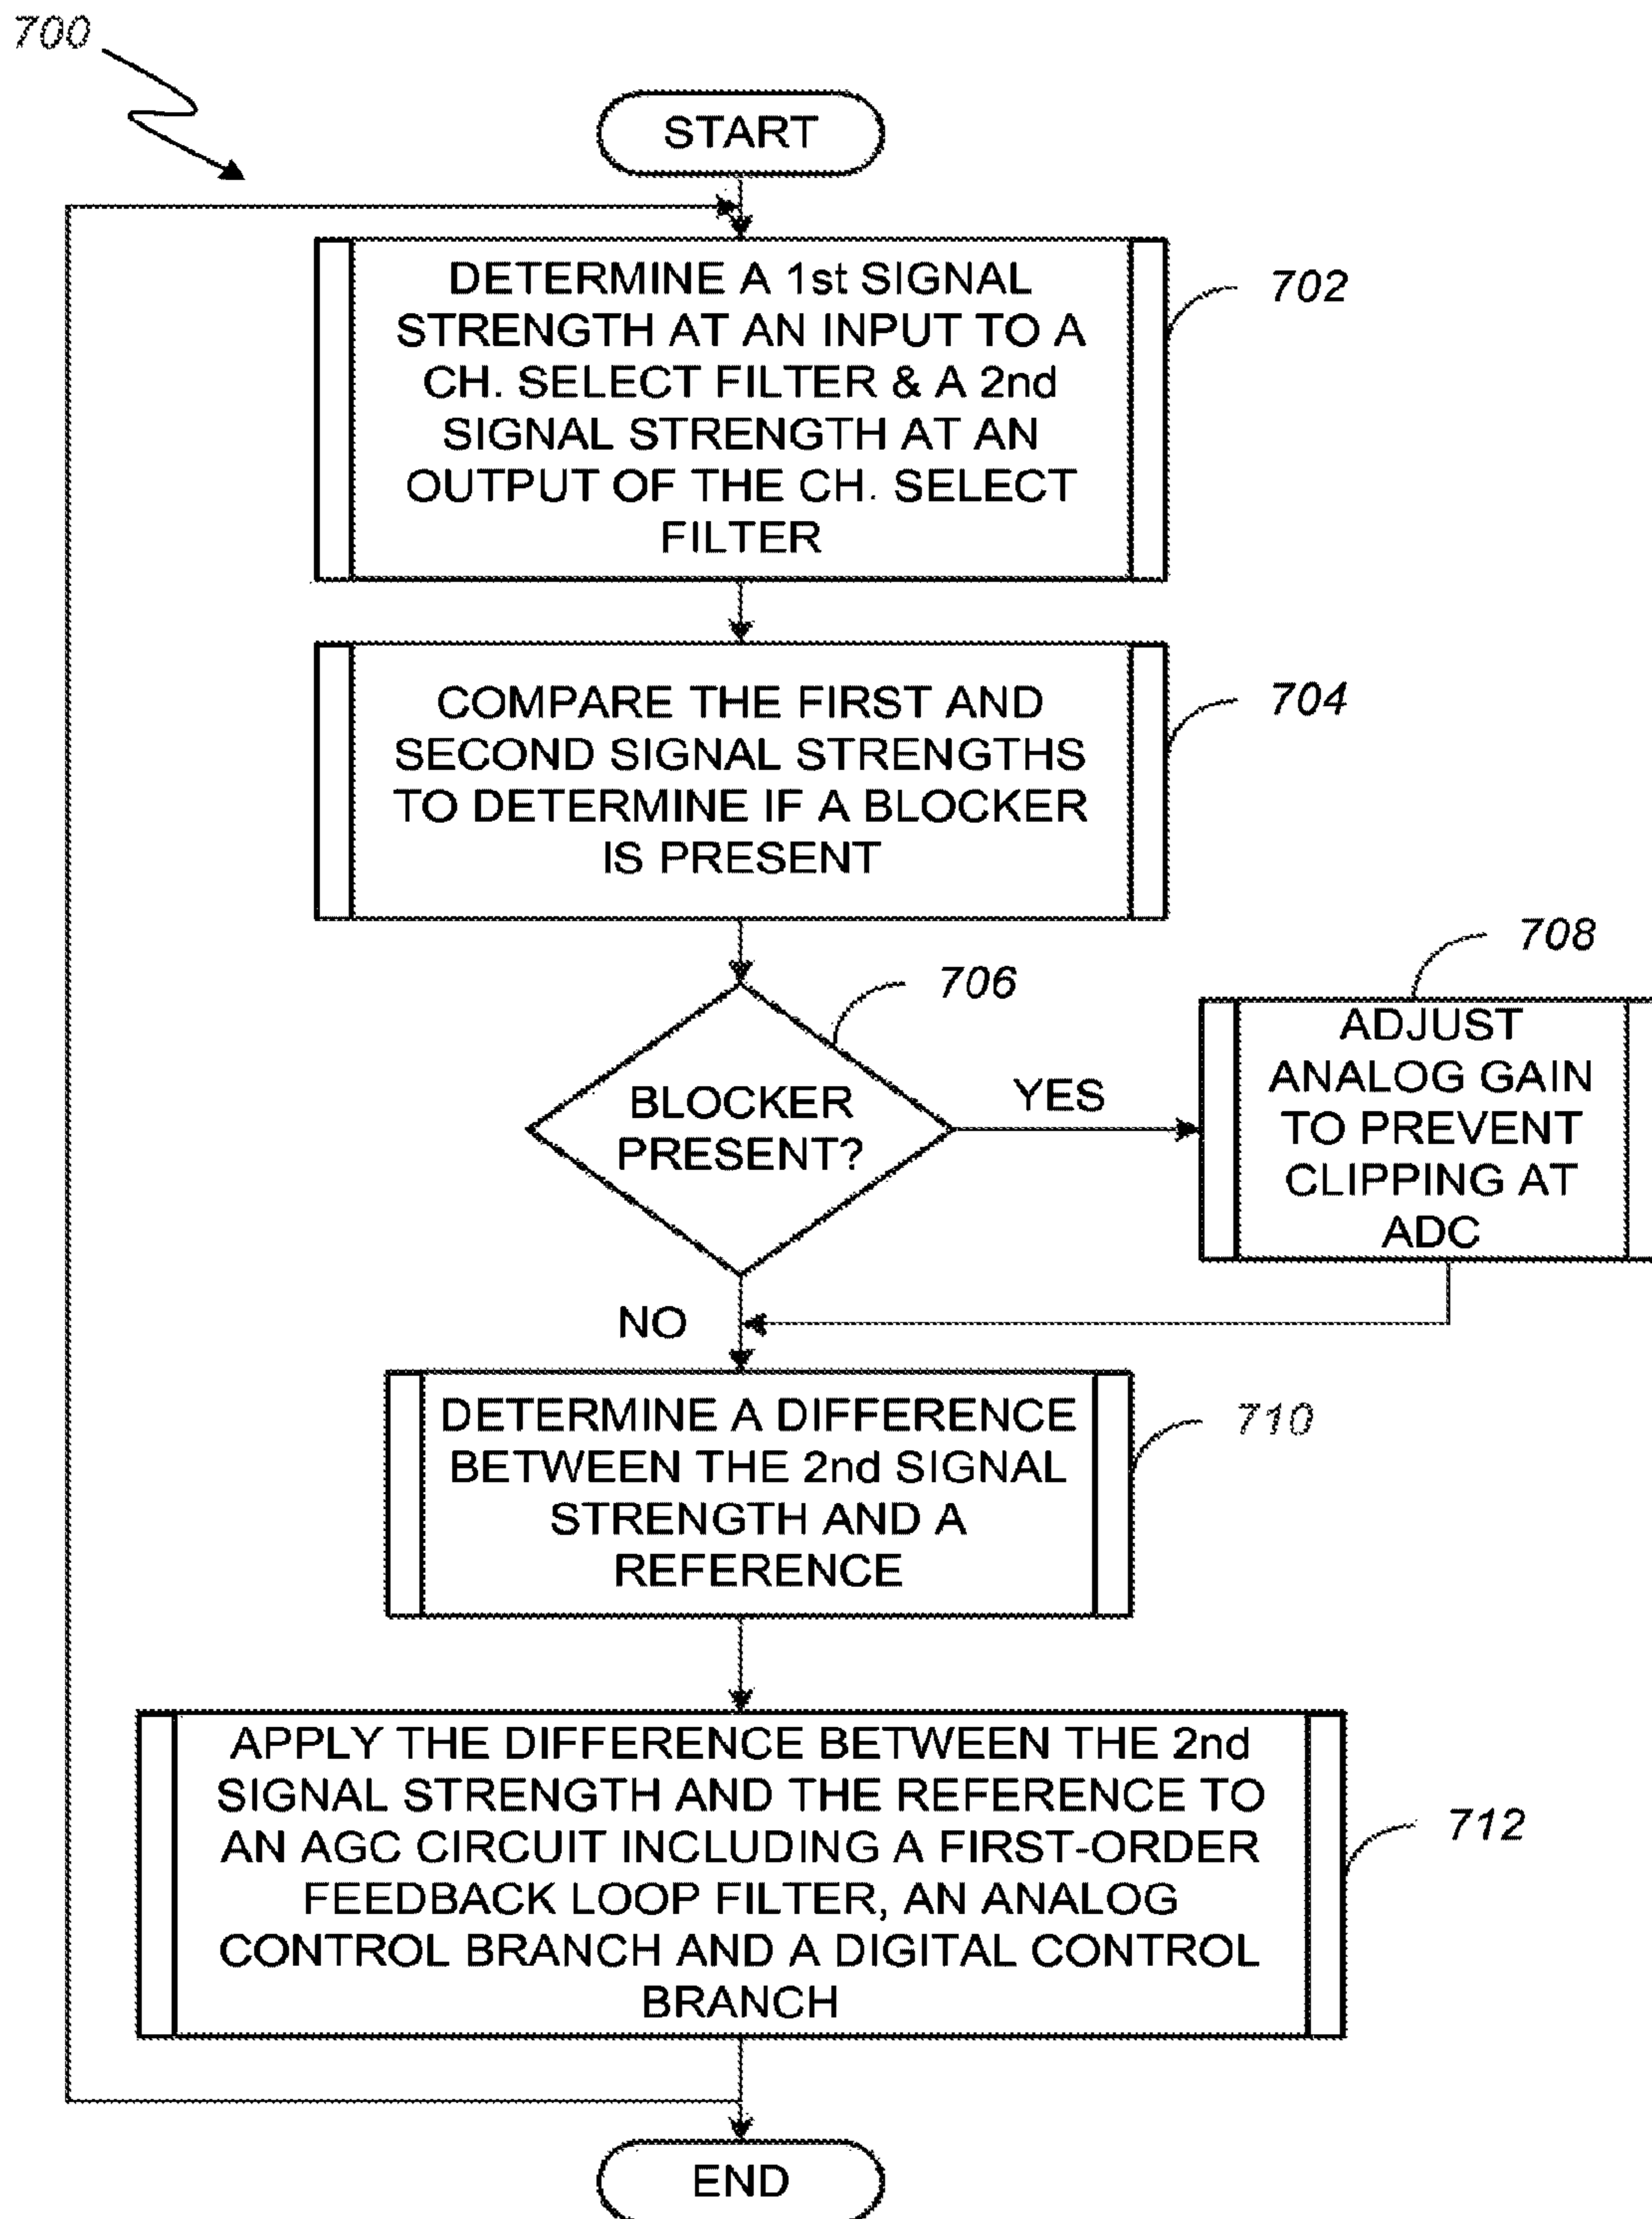 700
START
DETERMINE A 1st SIGNAL
STRENGTH AT AN INPUT TO A
CH. SELECT FILTER & A 2nd
SIGNAL STRENGTH AT AN
OUTPUT OF THE CH. SELECT
FILTER
702
COMPARE THE FIRST AND
SECOND SIGNAL STRENGTHS
TO DETERMINE IF A BLOCKER
IS PRESENT
704
BLOCKER
PRESENT?
706
YES
708
ADJUST
ANALOG GAIN
TO PREVENT
CLIPPING AT
ADC
NO
DETERMINE A DIFFERENCE
BETWEEN THE 2nd SIGNAL
STRENGTH AND A
REFERENCE
710
APPLY THE DIFFERENCE BETWEEN THE 2nd
SIGNAL STRENGTH AND THE REFERENCE TO
AN AGC CIRCUIT INCLUDING A FIRST-ORDER
FEEDBACK LOOP FILTER, AN ANALOG
CONTROL BRANCH AND A DIGITAL CONTROL
BRANCH
712
END